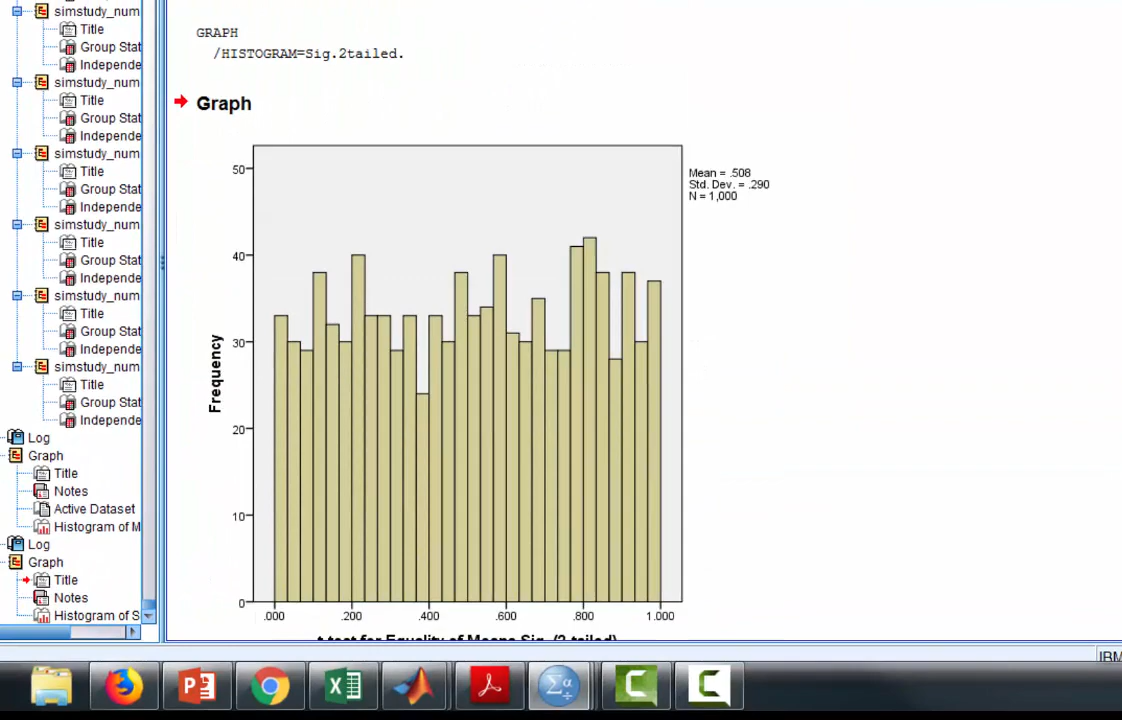 simstudy_num
Title
Group Stat
Independe
simstudy_num
Title
Group Stat
Independe
simstudy_num
Title
Group Stat
Independe
simstudy_num
Title
Group Stat
Independe
simstudy_num
Title
Group Stat
Independe
simstudy_num
Title
Group Stat
Independe
Log
Graph
Title
Notes
Active Dataset
Histogram of M
Log
Graph
Title
Notes
Histogram of S
GRAPH
/HISTOGRAM=Sig.2tailed.
Graph
Mean = .508
Std. Dev. = .290
N = 1,000
Frequency
50
40
30
20
10
0
.000 .200 .400 .600 .800 1.000
t-test for Equality of Means Sig. (2-tailed)
IBM